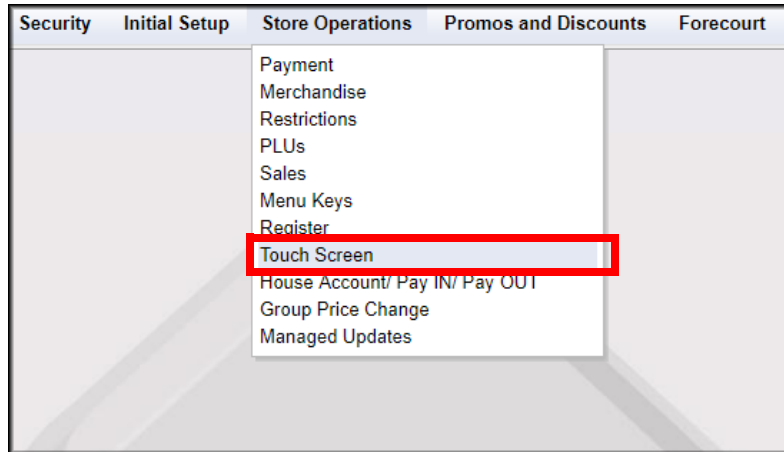 Security Initial Setup Store Operations Promos and Discounts Forecourt
Payment
Merchandise
Restrictions
PLUs
Sales
Menu Keys
Register
Touch Screen
House Account/ Pay IN/ Pay OUT
Group Price Change
Managed Updates